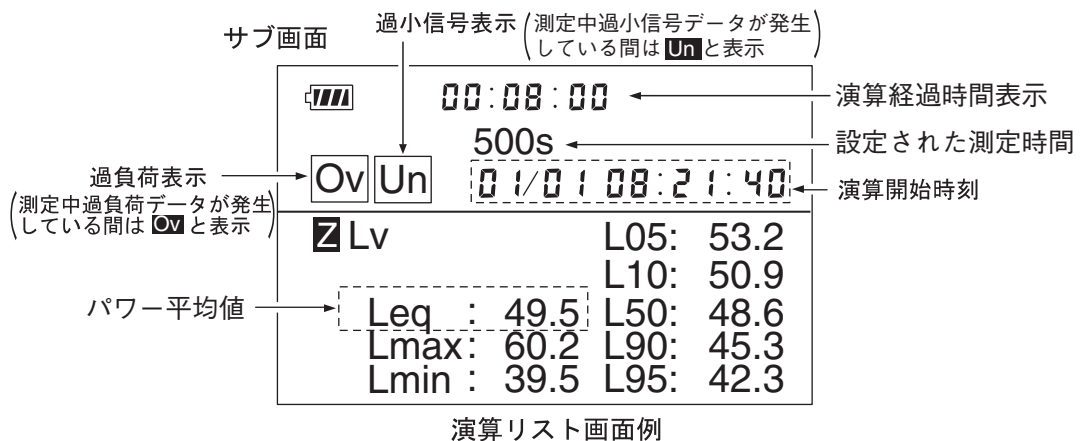 サブ画面
過小信号表示 (測定中過小信号データが発生
している間は Un と表示)
00:08:00
演算経過時間表示
500s
設定された測定時間
過負荷表示
(測定中過負荷データが発生
している間は Ov と表示)
Ov Un
01/01 08:21:40
演算開始時刻
Z Lv
L05: 53.2
L10: 50.9
パワー平均値
Leq : 49.5 L50: 48.6
Lmax: 60.2 L90: 45.3
Lmin : 39.5 L95: 42.3
演算リスト画面例